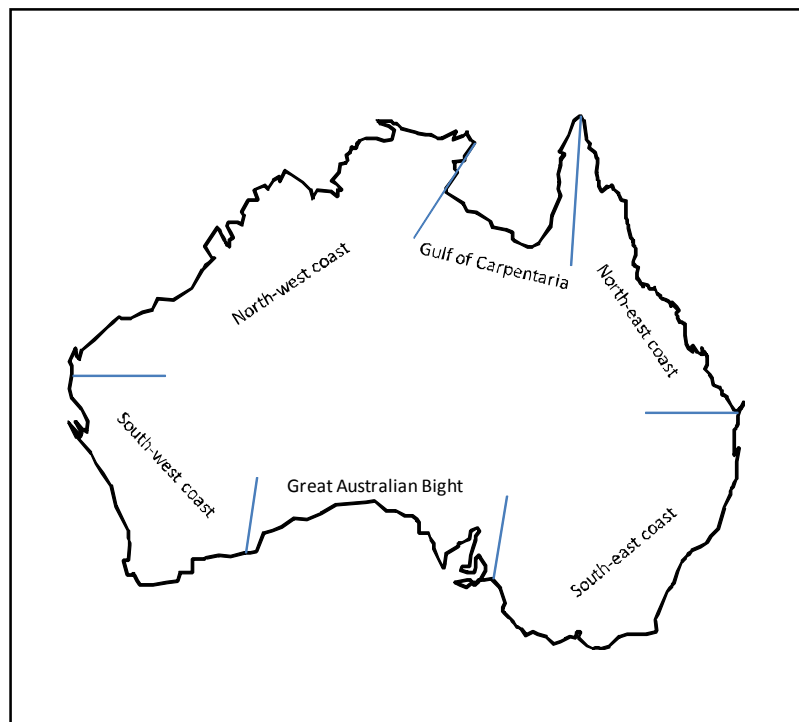 Gulf of Carpentaria
North-west coast
North-east coast
South-west coast
Great Australian Bight
South-east coast